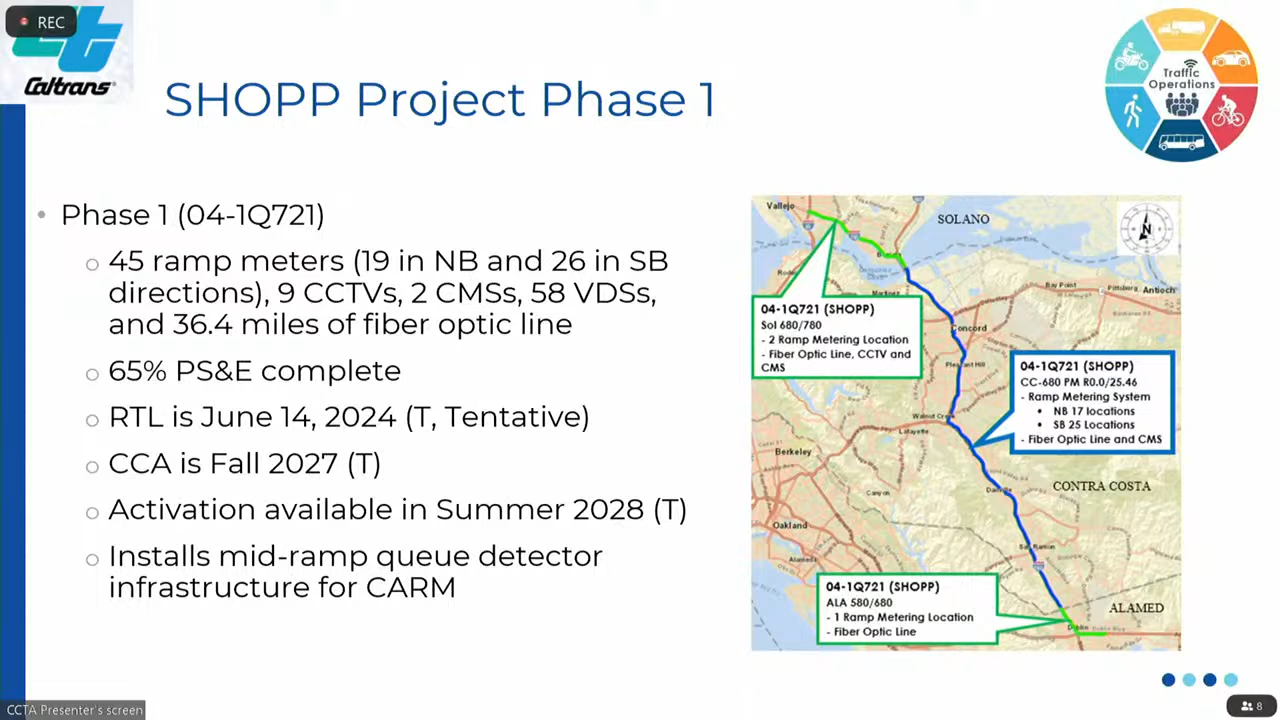 REC
Caltrans
SHOPP Project Phase 1
Traffic
Operations
• Phase 1 (04-1Q721)
○ 45 ramp meters (19 in NB and 26 in SB
directions), 9 CCTVs, 2 CMSs, 58 VDSs,
and 36.4 miles of fiber optic line
○ 65% PS&E complete
○ RTL is June 14, 2024 (T, Tentative)
○ CCA is Fall 2027 (T)
○ Activation available in Summer 2028 (T)
○ Installs mid-ramp queue detector
infrastructure for CARM
Vallejo
SOLANO
N
Bay Point
Pittsburg
Antioch
04-1Q721 (SHOPP)
Sol 680/780
- 2 Ramp Metering Location
- Fiber Optic Line, CCTV and
CMS
Concord
Pleasant Hill
04-1Q721 (SHOPP)
CC-680 PM R0.0/25.46
- Ramp Metering System
• NB 17 locations
• SB 25 Locations
- Fiber Optic Line and CMS
Walnut Creek
Lafayette
Berkeley
Canyon
Danville
CONTRA COSTA
Oakland
Alameda
San Ramon
04-1Q721 (SHOPP)
ALA 580/680
- 1 Ramp Metering Location
- Fiber Optic Line
ALAMED
Dublin
CCTA Presenter's screen
8